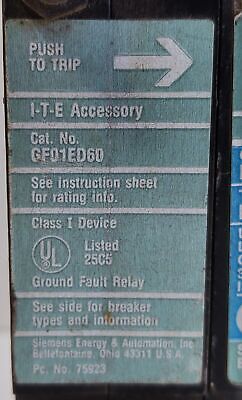 PUSH
TO TRIP
I-T-E Accessory
Cat. No.
GF01ED60
See instruction sheet
for rating info.
Class I Device
UL
Listed
25C5
Ground Fault Relay
See side for breaker
types and information
Siemens Energy & Automation, Inc
Bellefontaine, Ohio 43311 U.S.A.
Pc. No. 75923